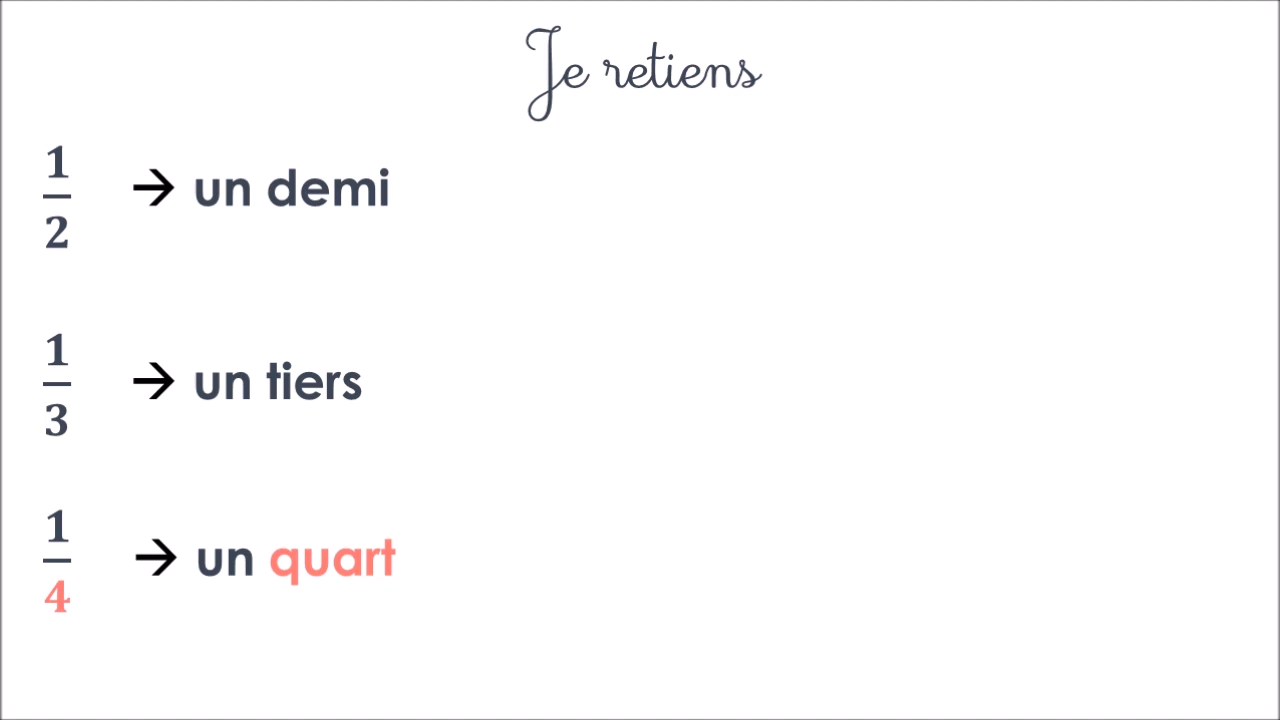 Je retiens
1/2 → un demi
1/3 → un tiers
1/4 → un quart